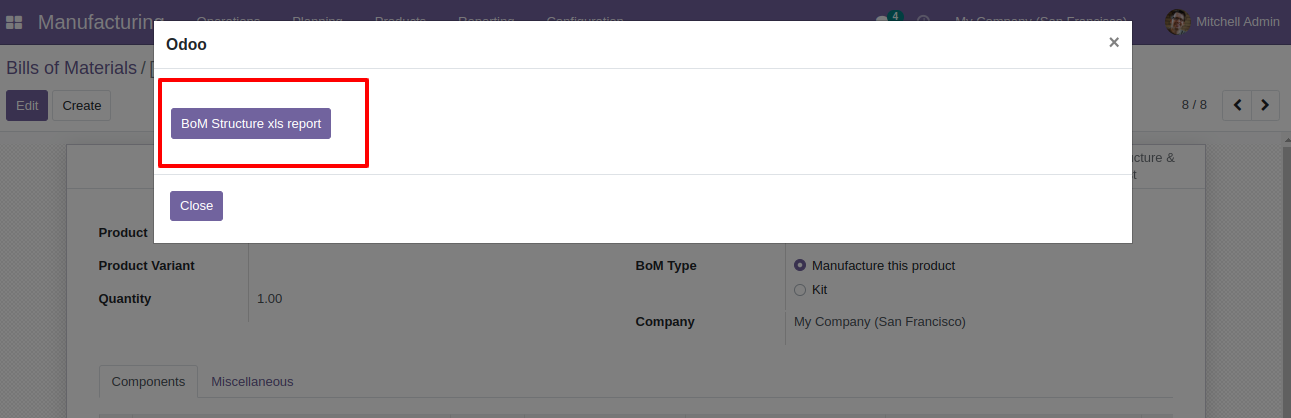 Manufacturing Operations Planning Products Reporting Configuration 4 My Company (San Francisco) Mitchell Admin
Odoo ×
Bills of Materials / [
Edit Create
8 / 8
BoM Structure xls report
Close
Product
Product Variant
BoM Type Manufacture this product
Kit
Quantity 1.00
Company My Company (San Francisco)
Components Miscellaneous